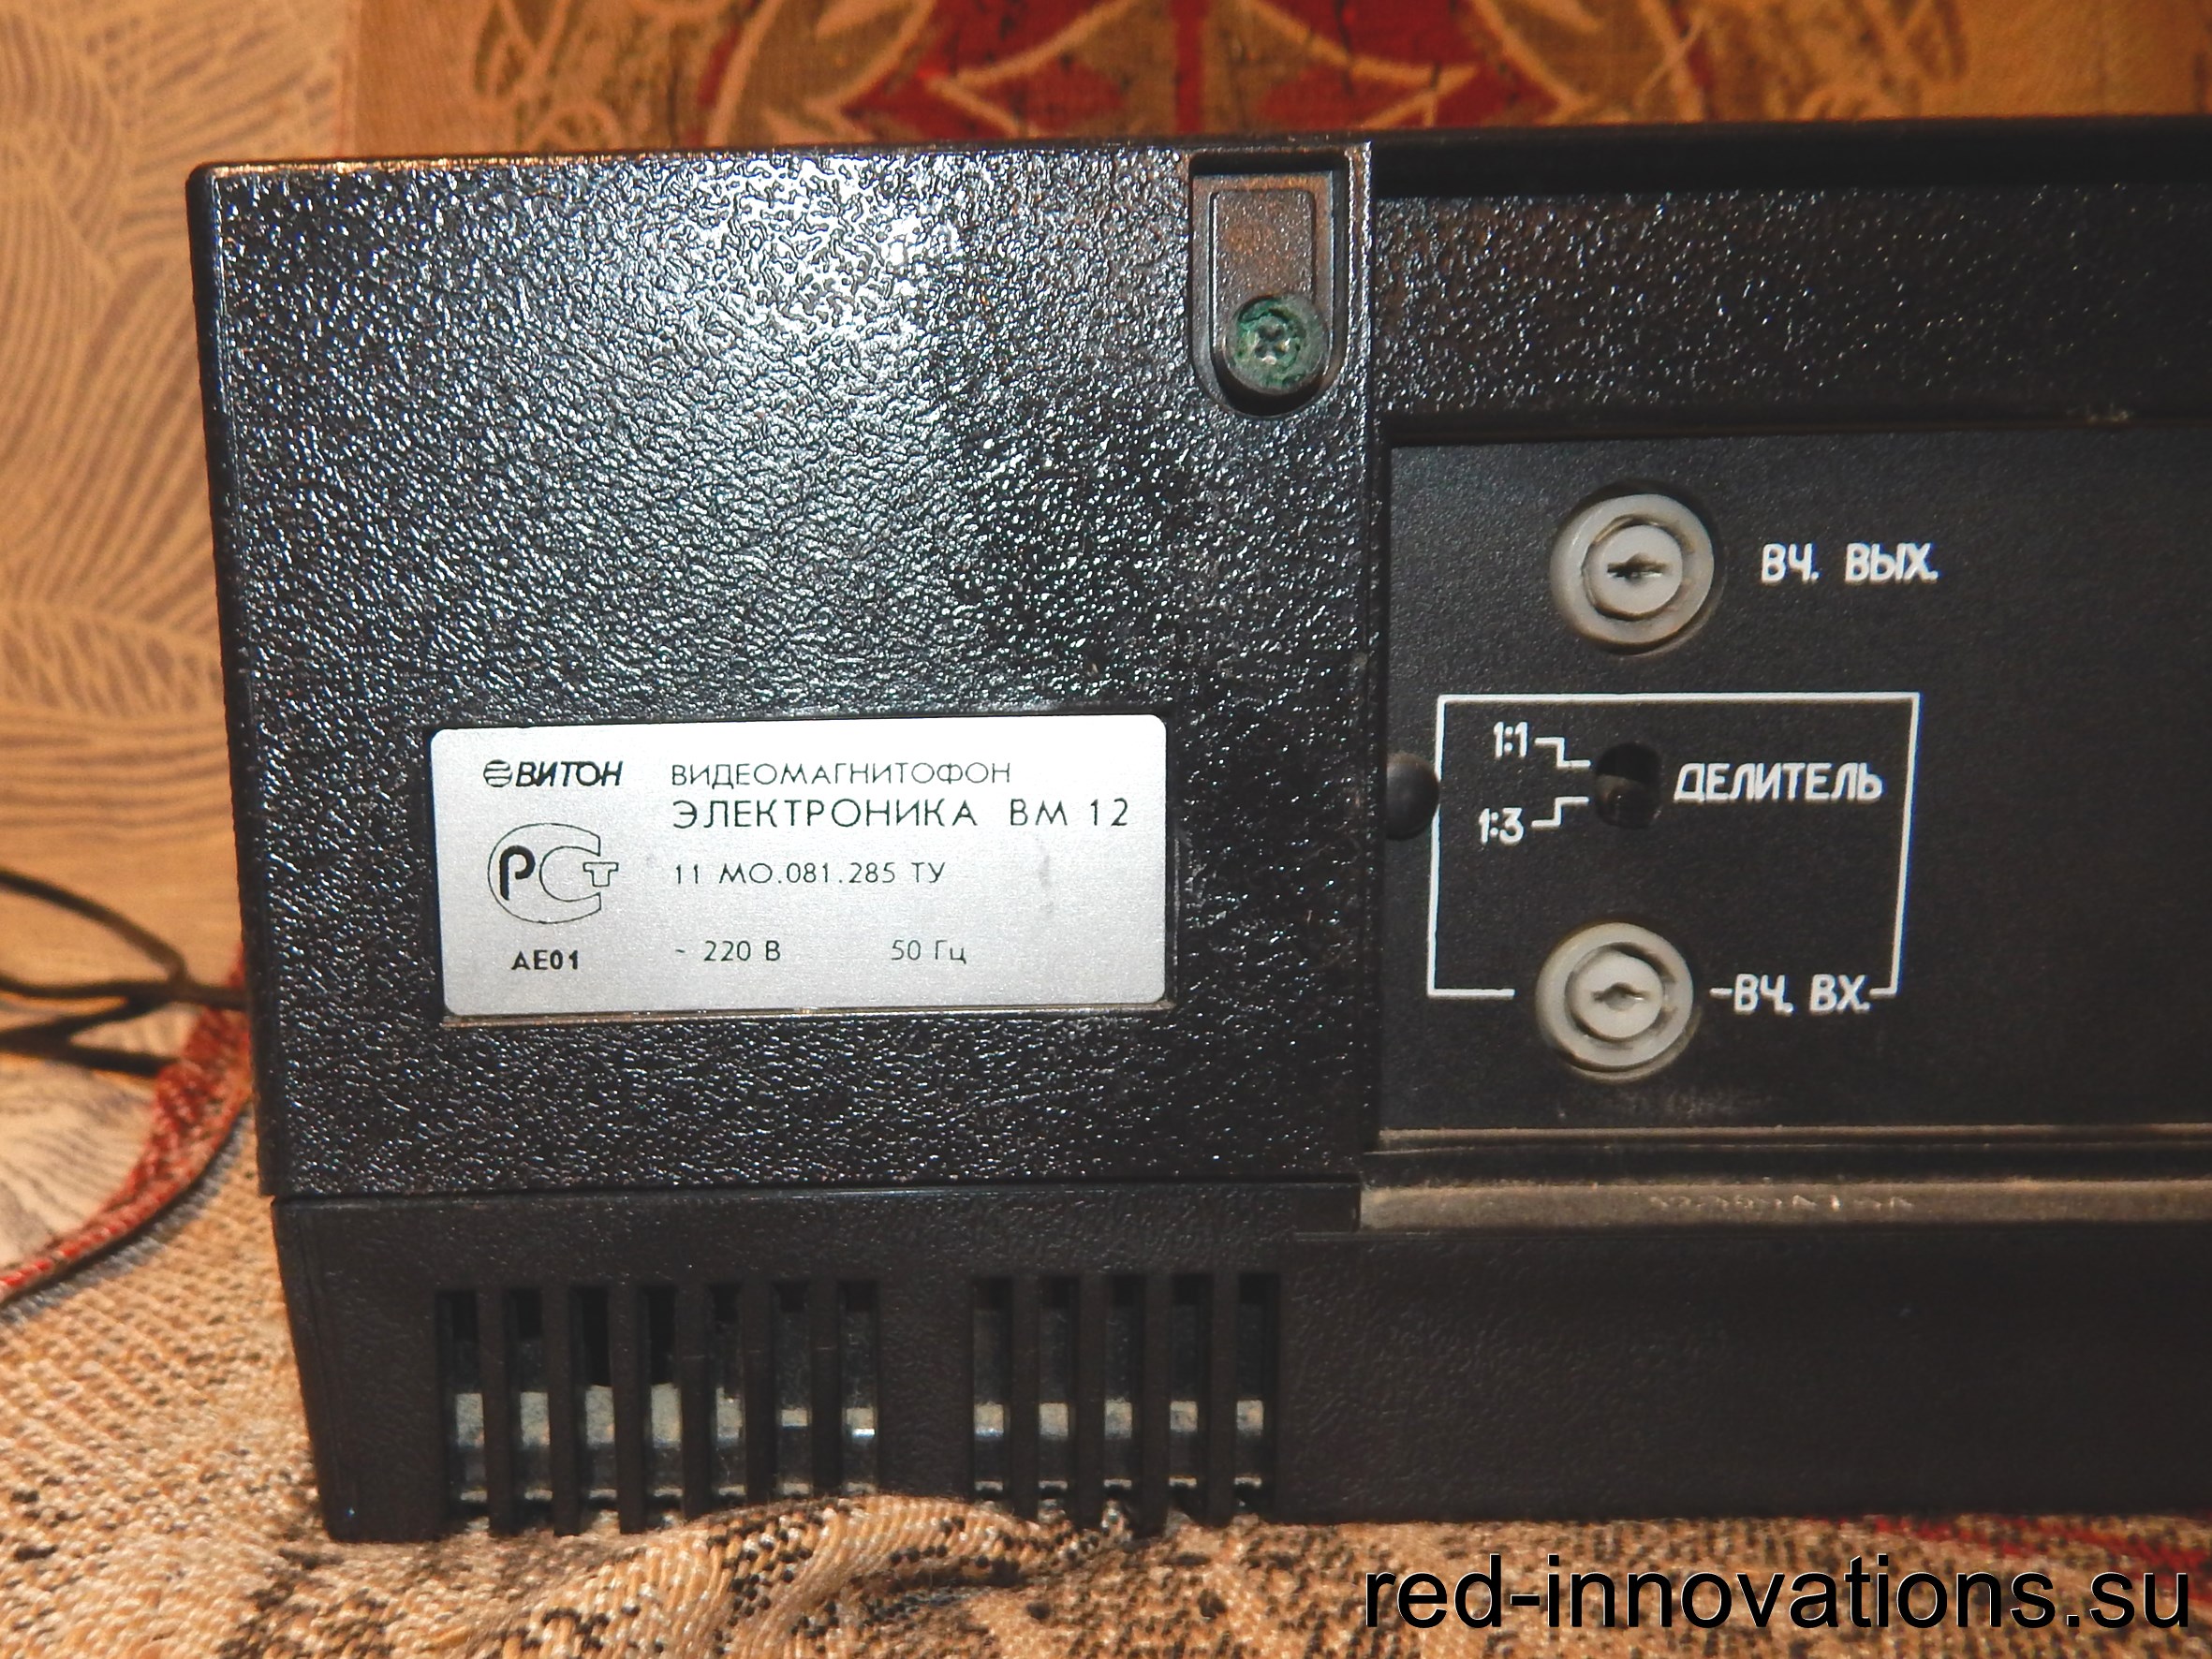 ВИТОН
ВИДЕОМАГНИТОФОН
ЭЛЕКТРОНИКА ВМ 12
РСТ
11 МО.081.285 ТУ
АЕ01
~ 220 В 50 Гц
ВЧ. ВЫХ.
1:1
ДЕЛИТЕЛЬ
1:3
ВЧ. ВХ.
red-innovations.su